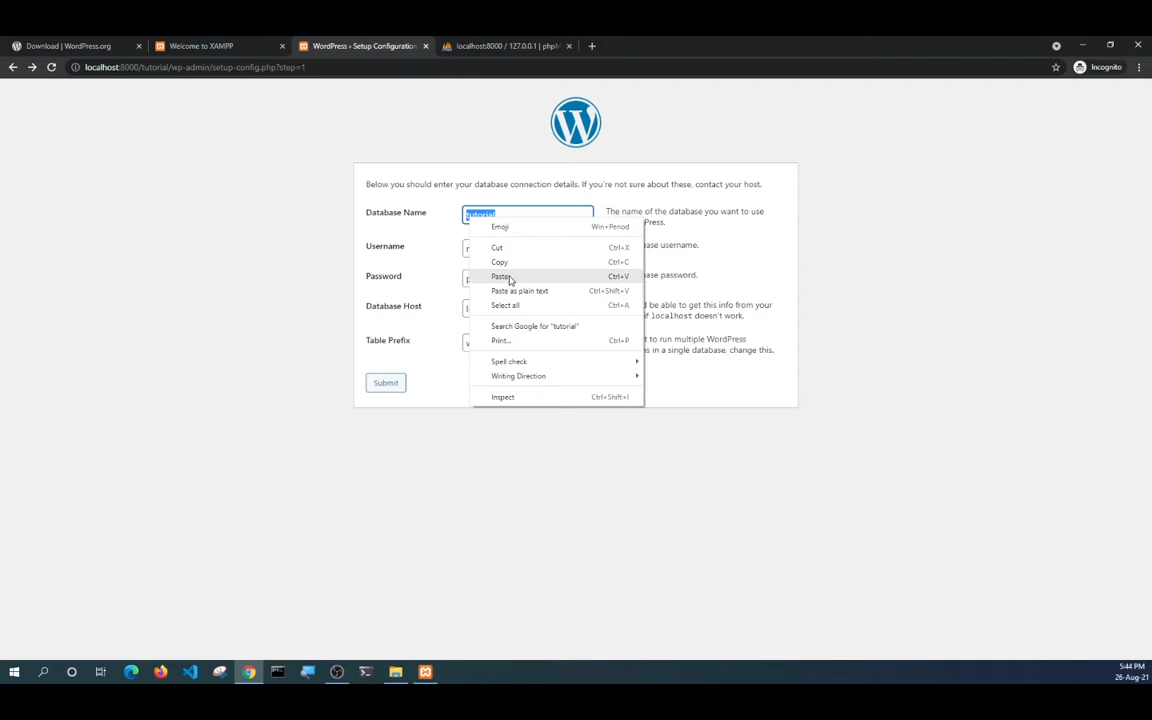 Download | WordPress.org
Welcome to XAMPP
WordPress › Setup Configuration
localhost:8000 / 127.0.0.1 | phpM
localhost:8000/tutorial/wp-admin/setup-config.php?step=1
Incognito
Below you should enter your database connection details. If you're not sure about these, contact your host.
Database Name
tutorial
The name of the database you want to use
Press.
Emoji Win+Period
Username
base username.
Cut Ctrl+X
Copy Ctrl+C
Password
base password.
Paste Ctrl+V
Paste as plain text Ctrl+Shift+V
Database Host
d be able to get this info from your
if localhost doesn't work.
Select all Ctrl+A
Search Google for "tutorial"
Table Prefix
t to run multiple WordPress
ns in a single database, change this.
Print... Ctrl+P
Spell check
Writing Direction
Submit
Inspect Ctrl+Shift+I
5:44 PM
26-Aug-21